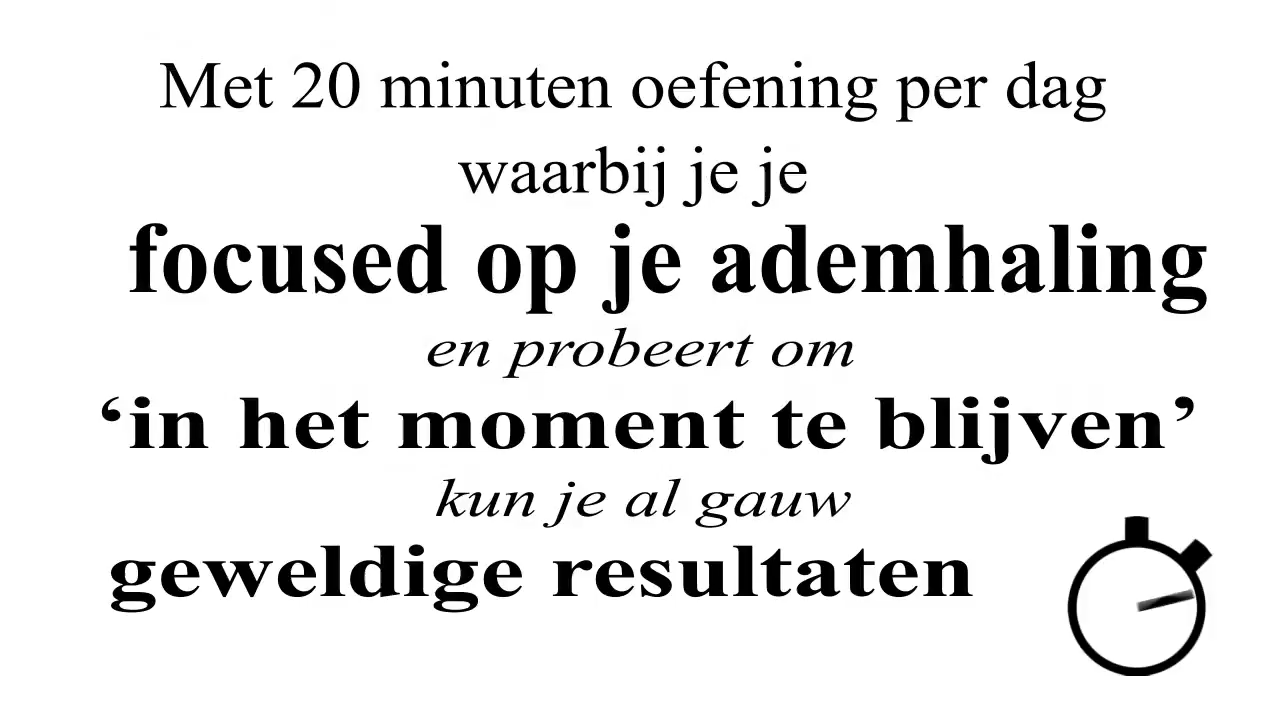 Met 20 minuten oefening per dag
waarbij je je
focused op je ademhaling
en probeert om
‘in het moment te blijven’
kun je al gauw
geweldige resultaten